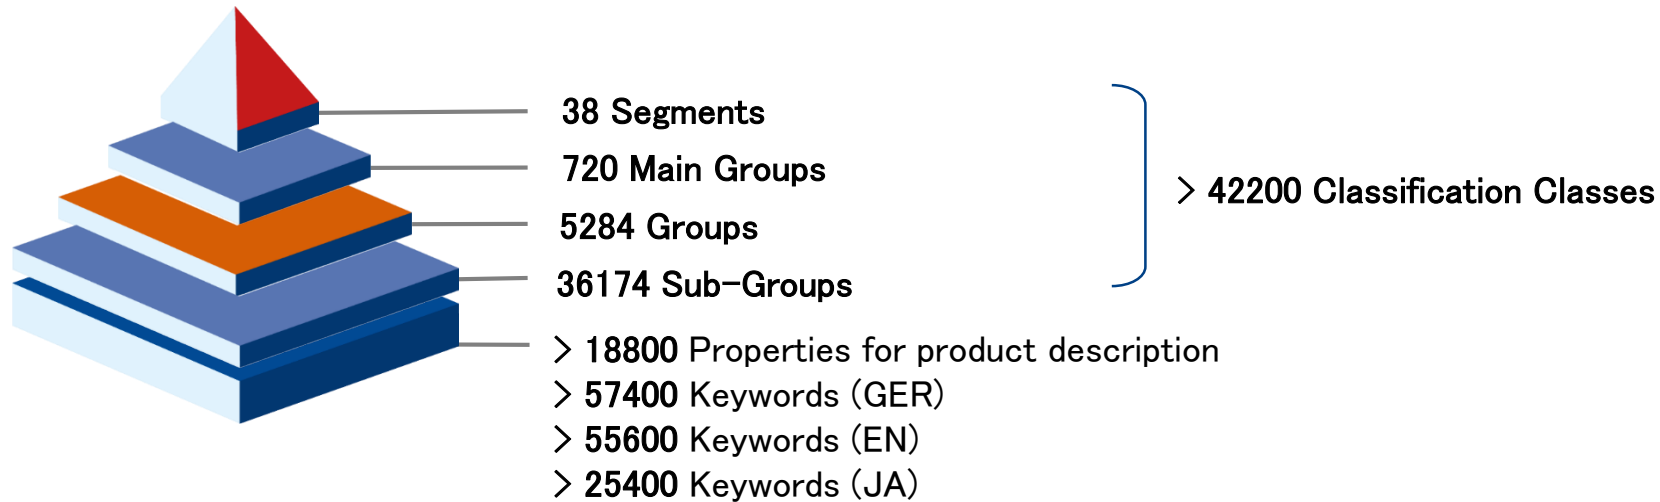 38 Segments
720 Main Groups
5284 Groups
36174 Sub-Groups
> 42200 Classification Classes
> 18800 Properties for product description
> 57400 Keywords (GER)
> 55600 Keywords (EN)
> 25400 Keywords (JA)